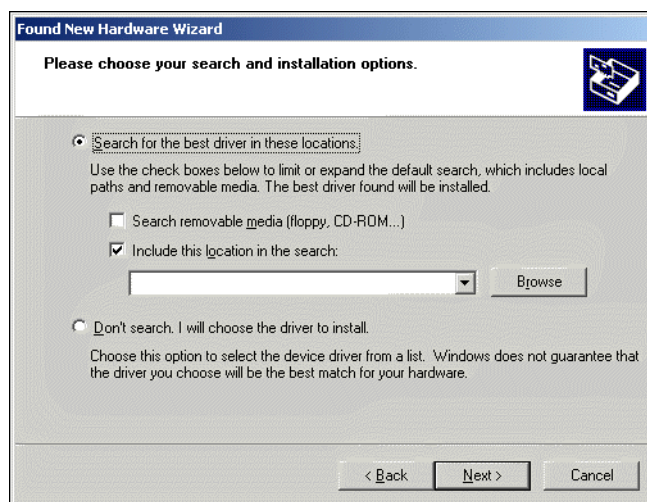 Found New Hardware Wizard
Please choose your search and installation options.
Search for the best driver in these locations.
Use the check boxes below to limit or expand the default search, which includes local
paths and removable media. The best driver found will be installed.
Search removable media (floppy, CD-ROM...)
Include this location in the search:
Browse
Don't search. I will choose the driver to install.
Choose this option to select the device driver from a list. Windows does not guarantee that
the driver you choose will be the best match for your hardware.
< Back Next > Cancel